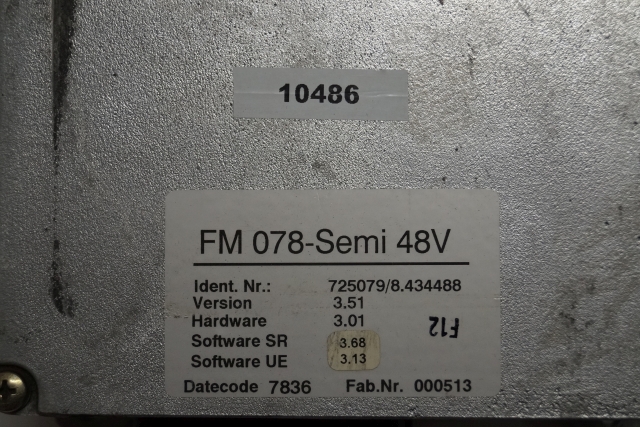 10486
FM 078-Semi 48V
Ident. Nr.: 725079/8.434488
Version 3.51
Hardware 3.01
Software SR 3.68
Software UE 3.13
Datecode 7836 Fab.Nr. 000513
F12